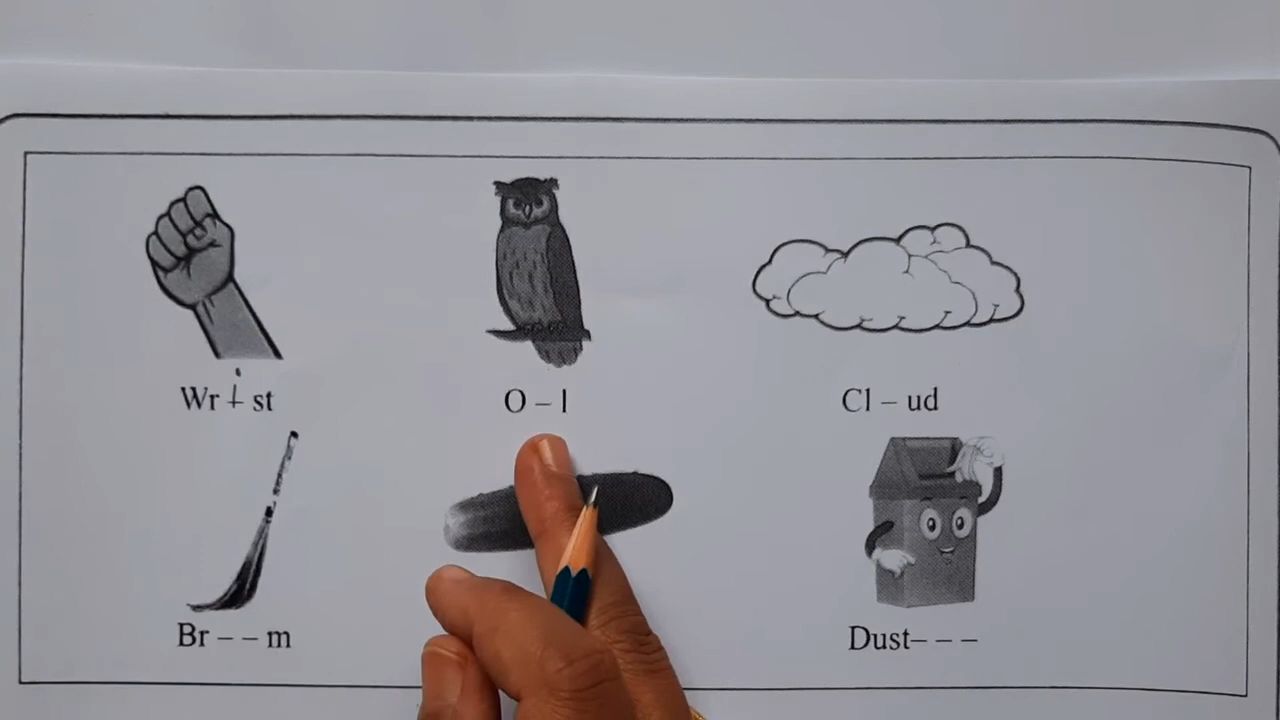 Wr i st
O – l
Cl – ud
Br – – m
Dust– – –